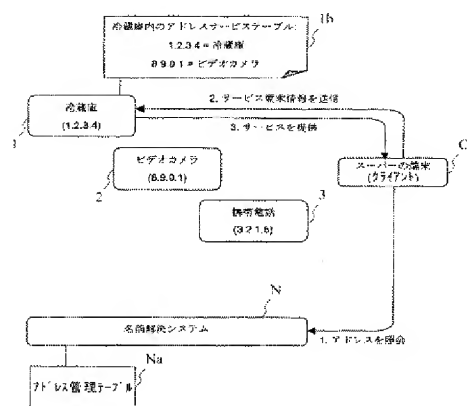 冷蔵庫内のアドレスサービステーブル:
1.2.3.4 = 冷蔵庫
8.9.0.1 = ビデオカメラ
1b
冷蔵庫
(1.2.3.4)
1
2. サービス要求情報を送信
3. サービスを提供
ビデオカメラ
(8.9.0.1)
2
スーパーの端末
(クライアント)
C
携帯電話
(3.2.1.5)
3
N
名前解決システム
1. アドレスを照会
Na
アドレス管理テーブル